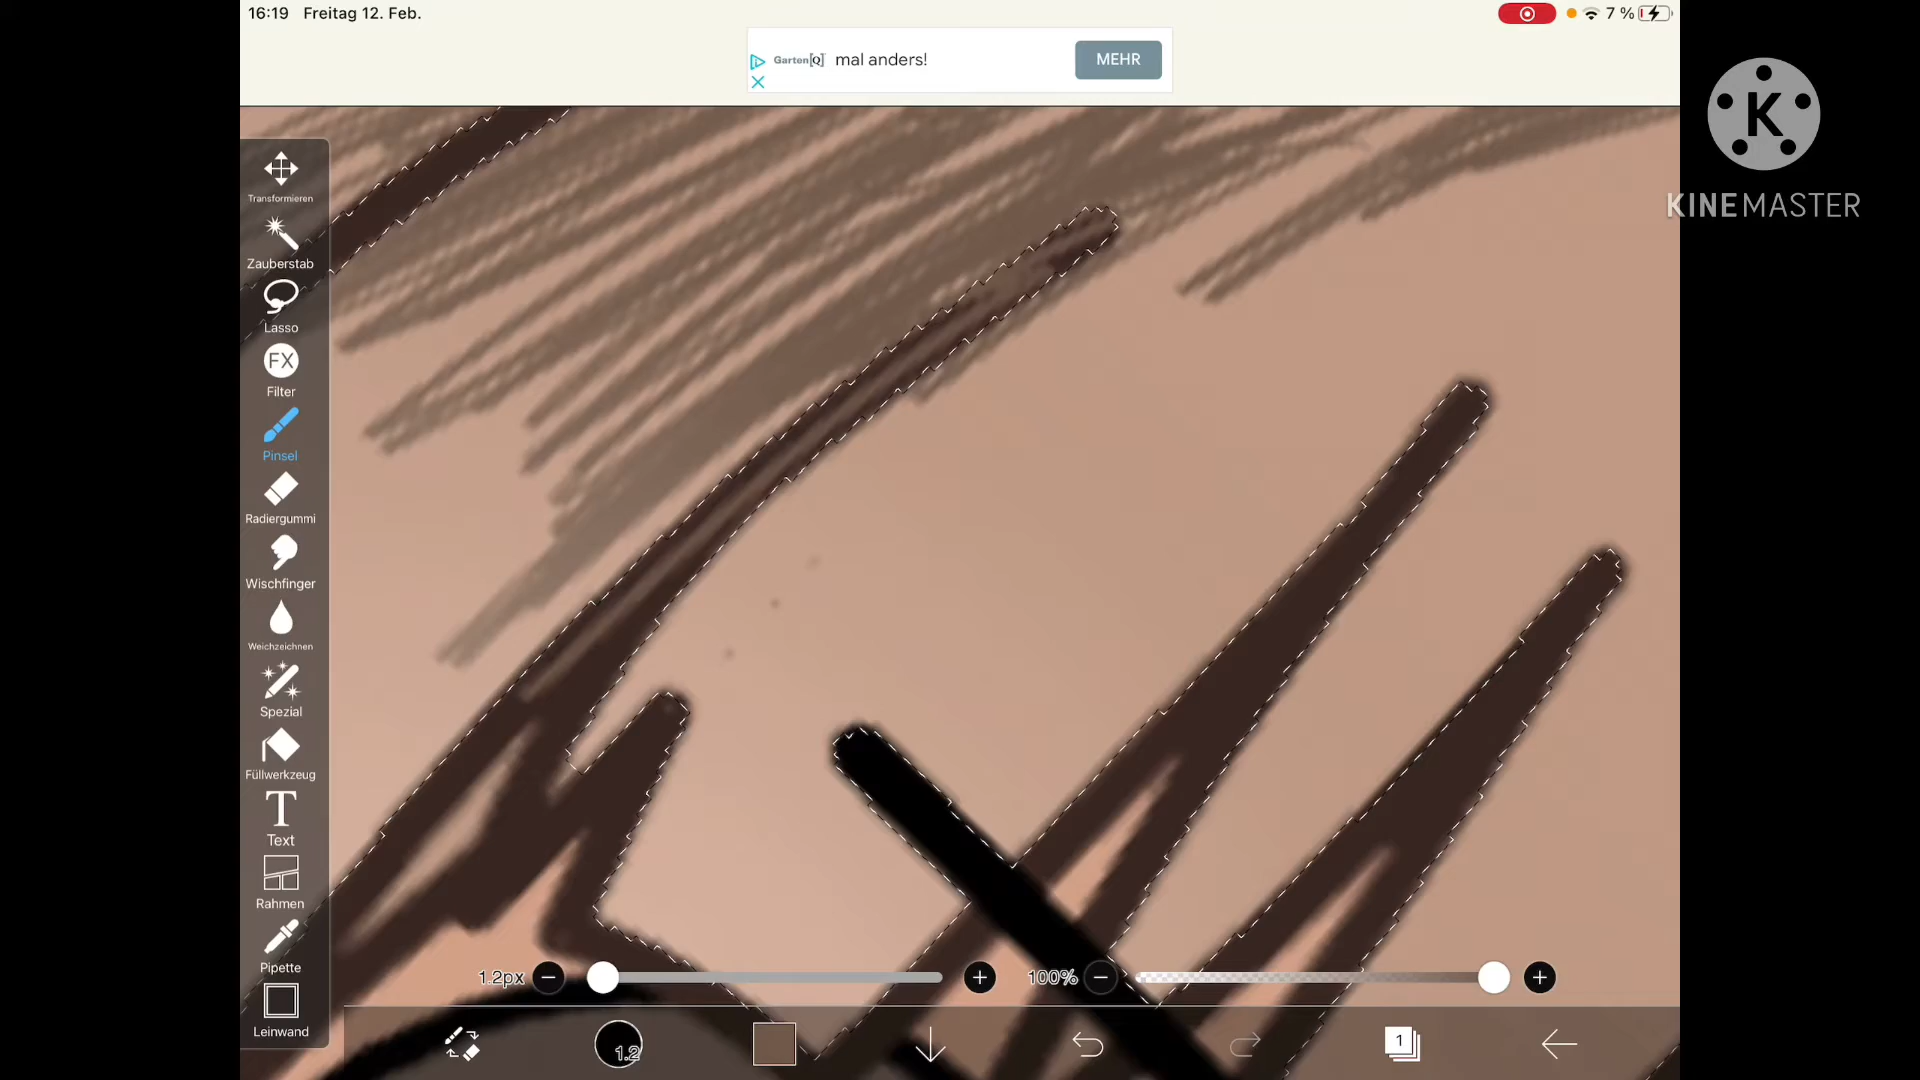 16:19 Freitag 12. Feb.
7 %
Garten[Q] mal anders!
MEHR
K
KINEMASTER
Transformieren
Zauberstab
Lasso
FX
Filter
Pinsel
Radiergummi
Wischfinger
Weichzeichnen
Spezial
Füllwerkzeug
T
Text
Rahmen
Pipette
Leinwand
1.2px
100%
1.2
1